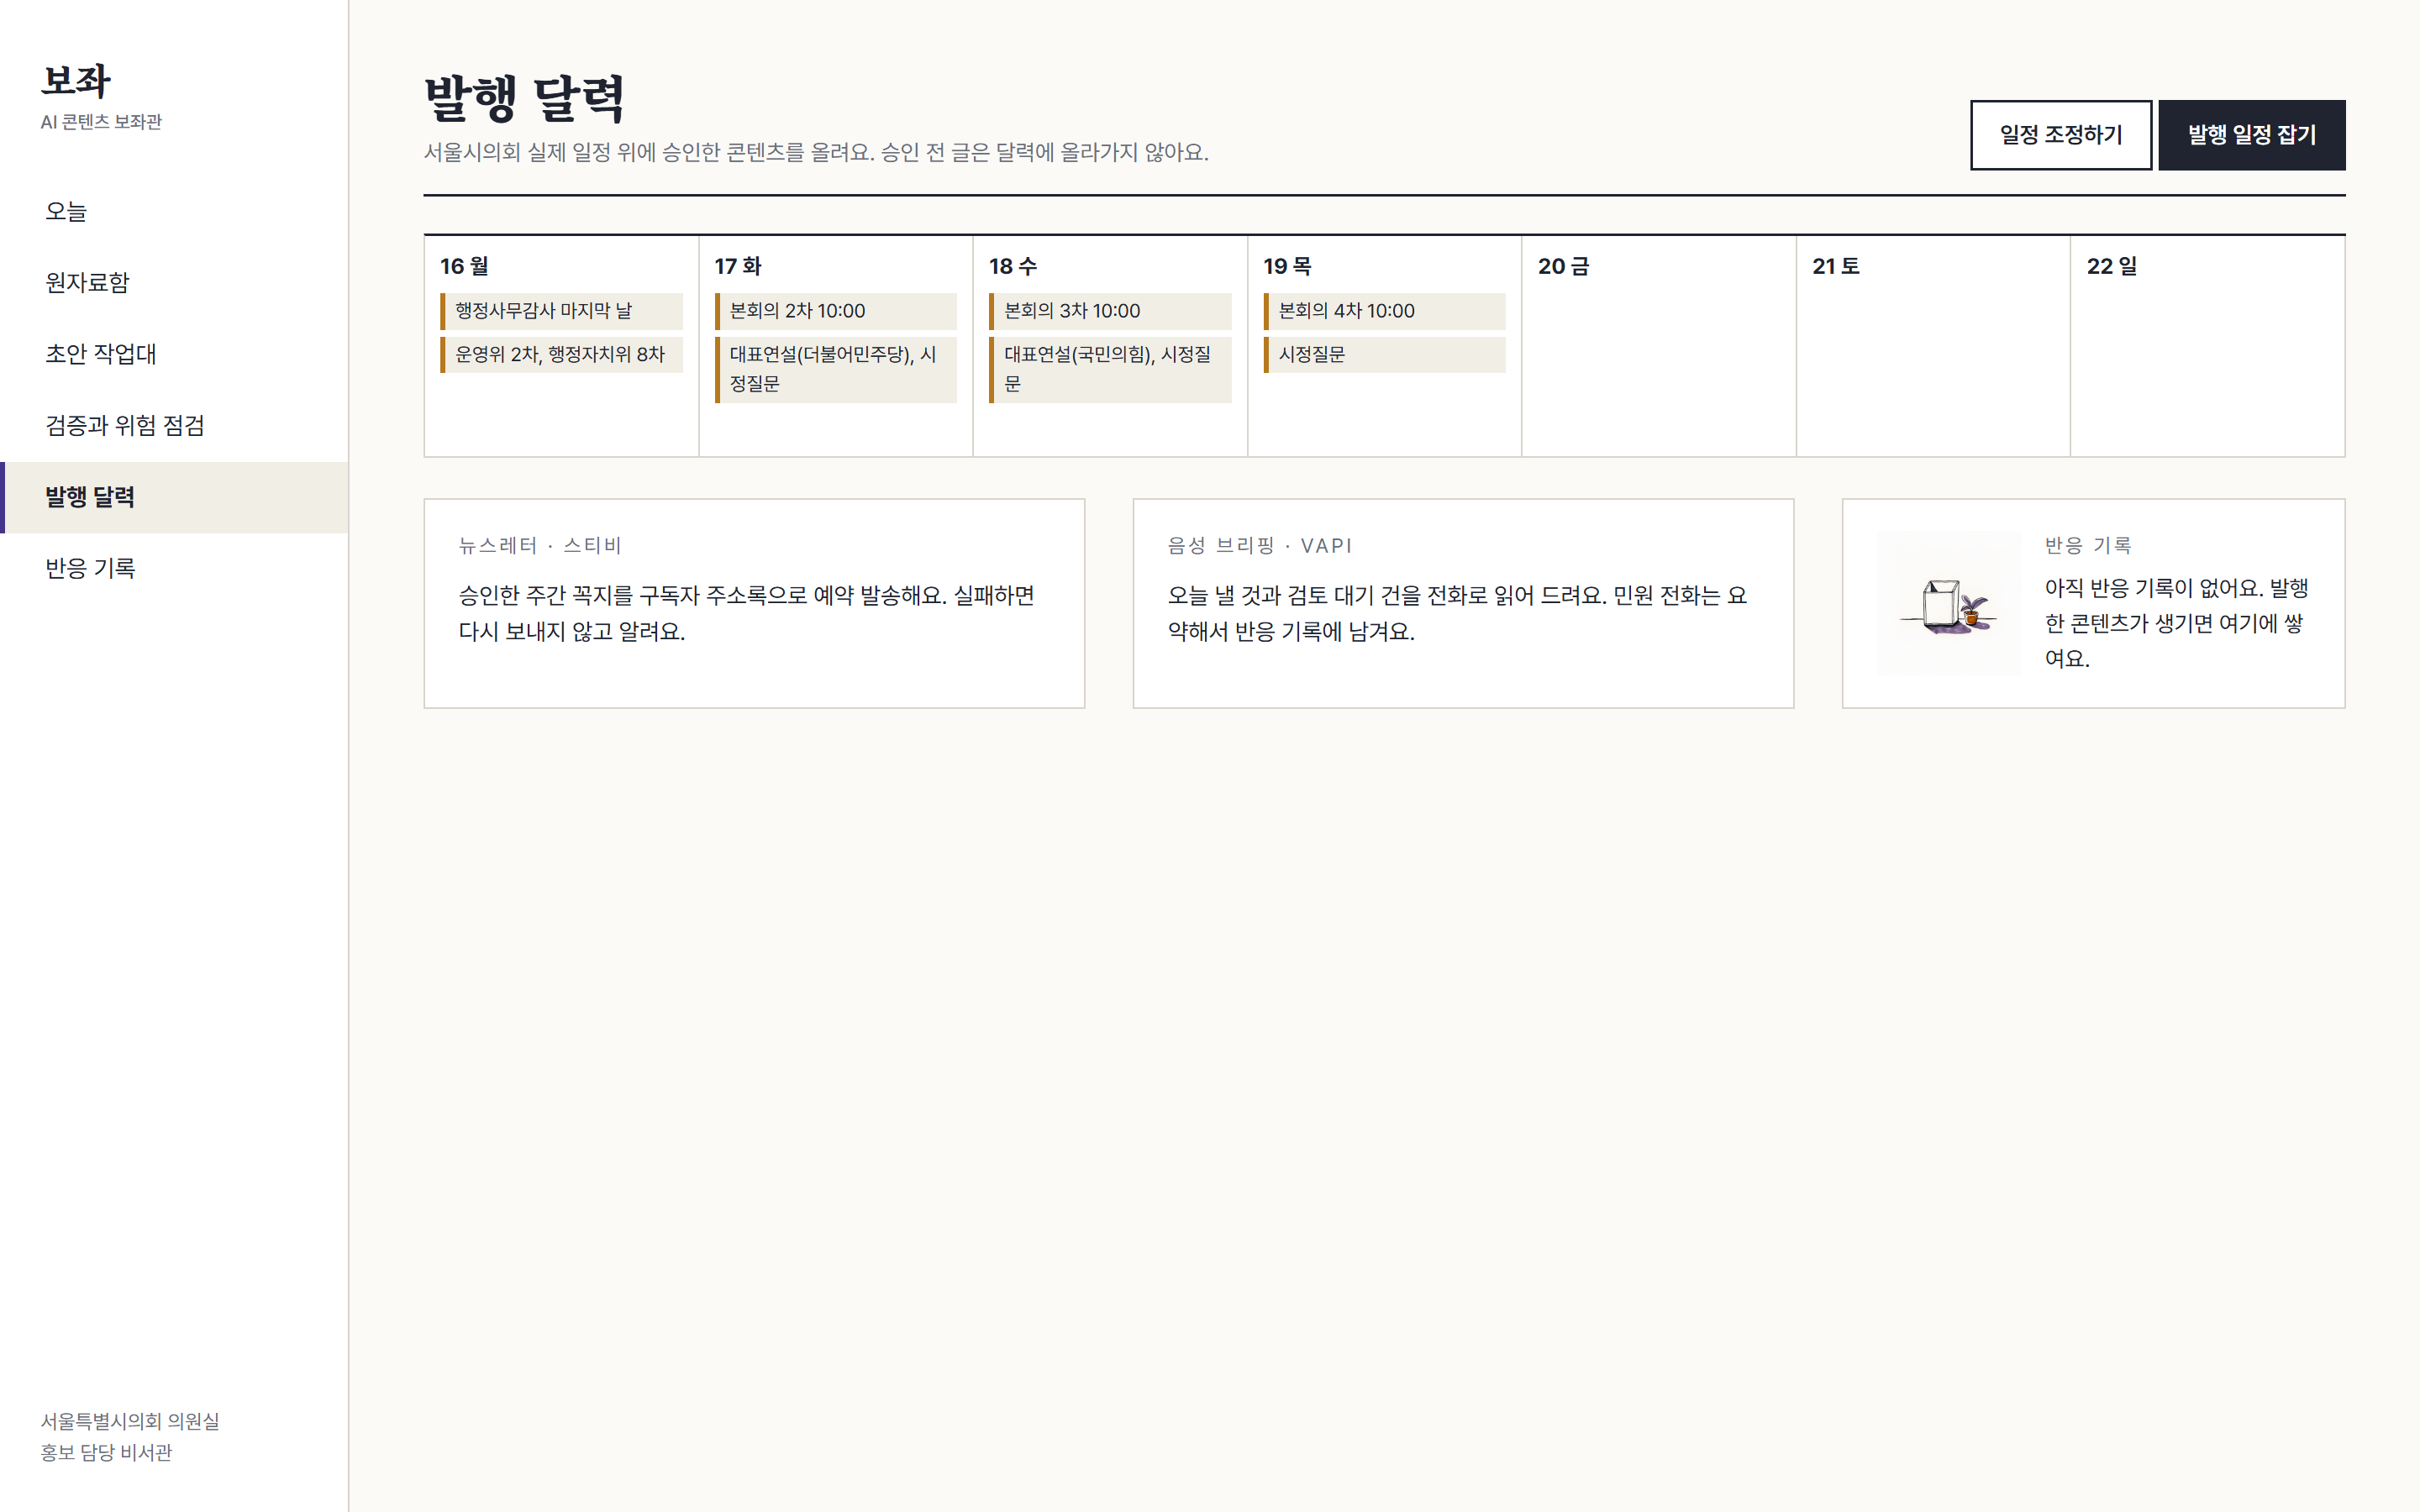 보좌
AI 콘텐츠 보좌관
오늘
원자료함
초안 작업대
검증과 위험 점검
발행 달력
반응 기록
서울특별시의회 의원실
홍보 담당 비서관
발행 달력
서울시의회 실제 일정 위에 승인한 콘텐츠를 올려요. 승인 전 글은 달력에 올라가지 않아요.
일정 조정하기
발행 일정 잡기
16 월
행정사무감사 마지막 날
운영위 2차, 행정자치위 8차
17 화
본회의 2차 10:00
대표연설(더불어민주당), 시
정질문
18 수
본회의 3차 10:00
대표연설(국민의힘), 시정질
문
19 목
본회의 4차 10:00
시정질문
20 금
21 토
22 일
뉴스레터 · 스티비
승인한 주간 꼭지를 구독자 주소록으로 예약 발송해요. 실패하면
다시 보내지 않고 알려요.
음성 브리핑 · VAPI
오늘 낼 것과 검토 대기 건을 전화로 읽어 드려요. 민원 전화는 요
약해서 반응 기록에 남겨요.
반응 기록
아직 반응 기록이 없어요. 발행
한 콘텐츠가 생기면 여기에 쌓
여요.